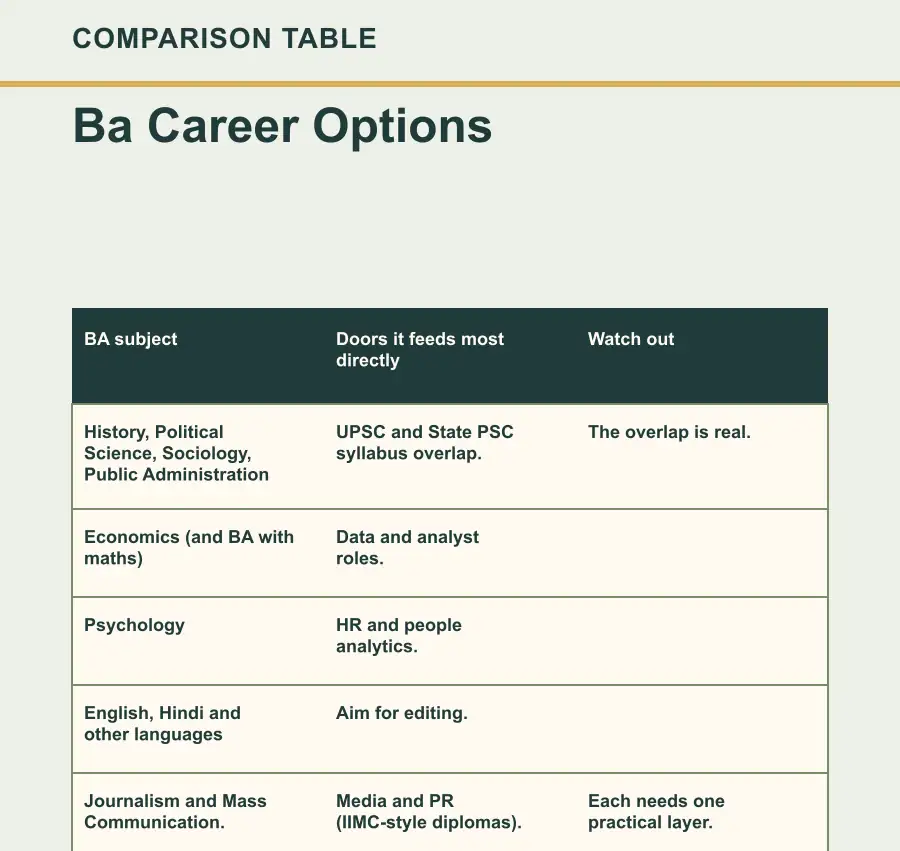 COMPARISON TABLE
Ba Career Options
BA subject
Doors it feeds most
directly
Watch out
History, Political
Science, Sociology,
Public Administration
UPSC and State PSC
syllabus overlap.
The overlap is real.
Economics (and BA with
maths)
Data and analyst
roles.
Psychology
HR and people
analytics.
English, Hindi and
other languages
Aim for editing.
Journalism and Mass
Communication.
Media and PR
(IIMC-style diplomas).
Each needs one
practical layer.